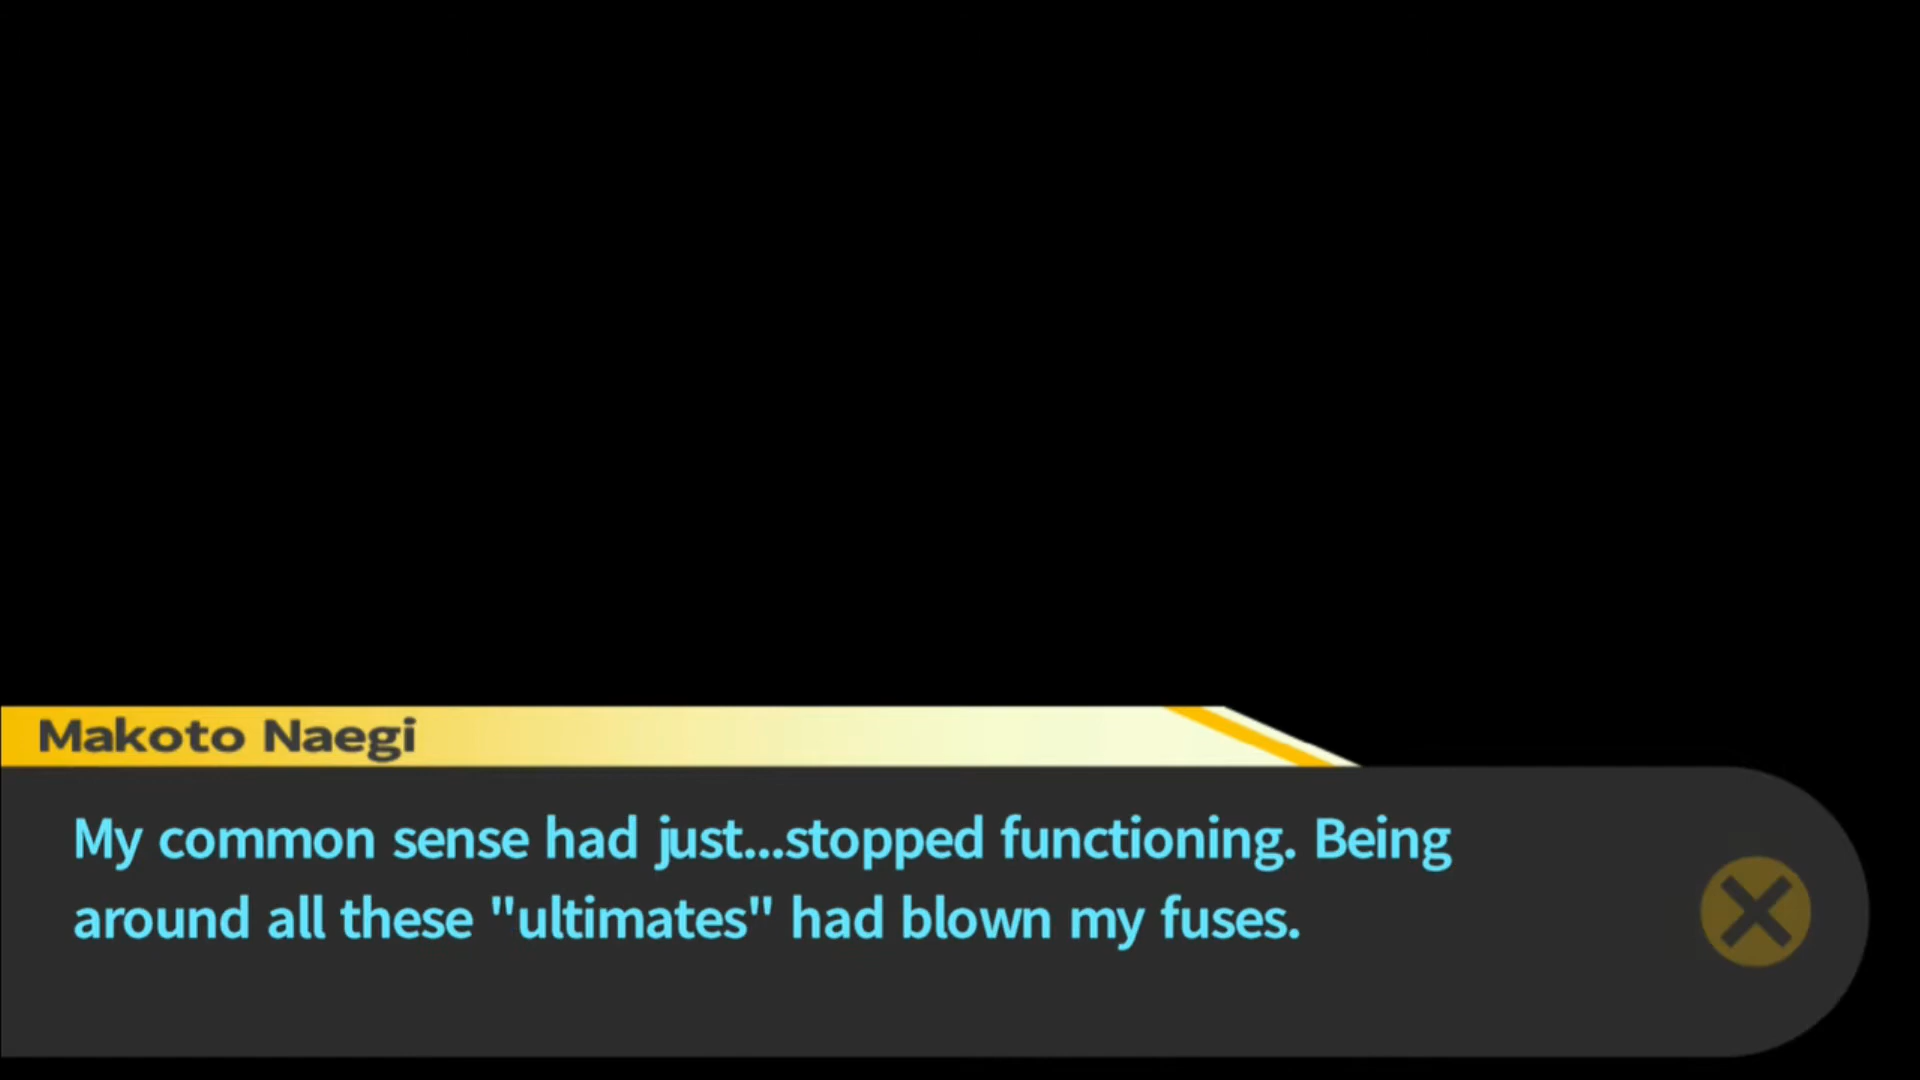 Makoto Naegi
My common sense had just...stopped functioning. Being
around all these "ultimates" had blown my fuses.